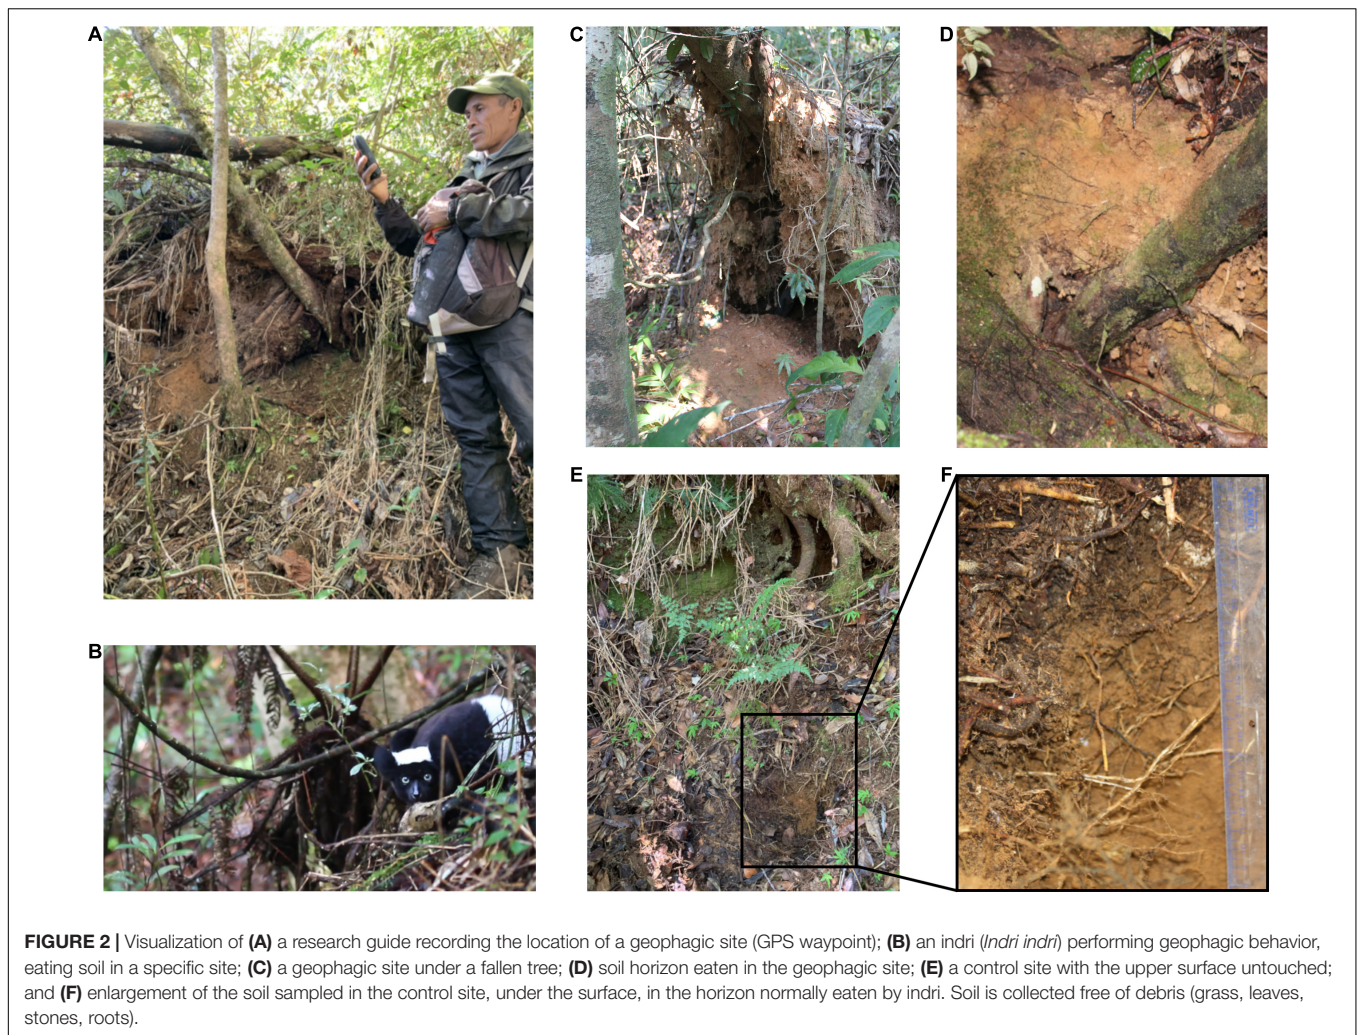 A
C
D
B
E
F
FIGURE 2 | Visualization of (A) a research guide recording the location of a geophagic site (GPS waypoint); (B) an indri (Indri indri) performing geophagic behavior,
eating soil in a specific site; (C) a geophagic site under a fallen tree; (D) soil horizon eaten in the geophagic site; (E) a control site with the upper surface untouched;
and (F) enlargement of the soil sampled in the control site, under the surface, in the horizon normally eaten by indri. Soil is collected free of debris (grass, leaves,
stones, roots).